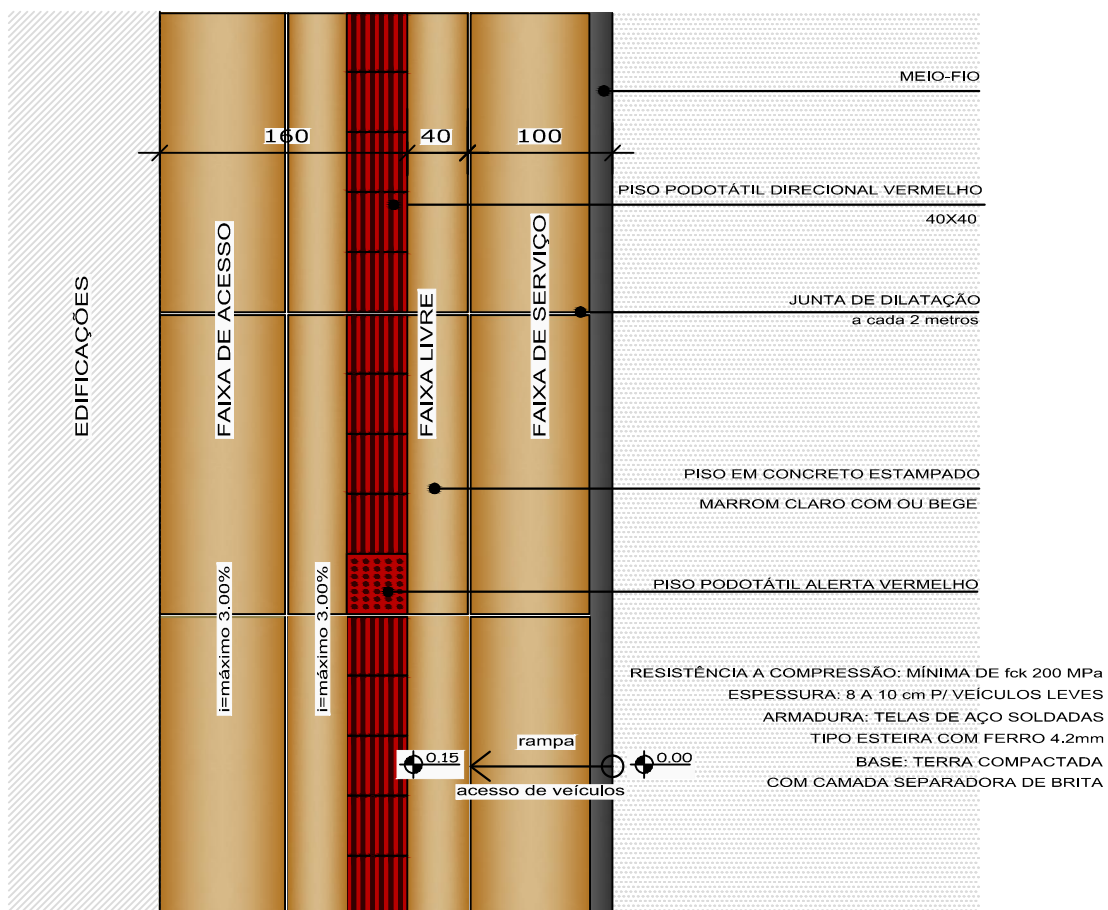 MEIO-FIO
160
40
100
PISO PODOTÁTIL DIRECIONAL VERMELHO
40X40
EDIFICAÇÕES
FAIXA DE ACESSO
FAIXA LIVRE
FAIXA DE SERVIÇO
JUNTA DE DILATAÇÃO
a cada 2 metros
PISO EM CONCRETO ESTAMPADO
MARROM CLARO COM OU BEGE
PISO PODOTÁTIL ALERTA VERMELHO
i=máximo 3.00%
i=máximo 3.00%
RESISTÊNCIA A COMPRESSÃO: MÍNIMA DE fck 200 MPa
ESPESSURA: 8 A 10 cm P/ VEÍCULOS LEVES
ARMADURA: TELAS DE AÇO SOLDADAS
TIPO ESTEIRA COM FERRO 4.2mm
BASE: TERRA COMPACTADA
COM CAMADA SEPARADORA DE BRITA
rampa
0.15
0.00
acesso de veículos